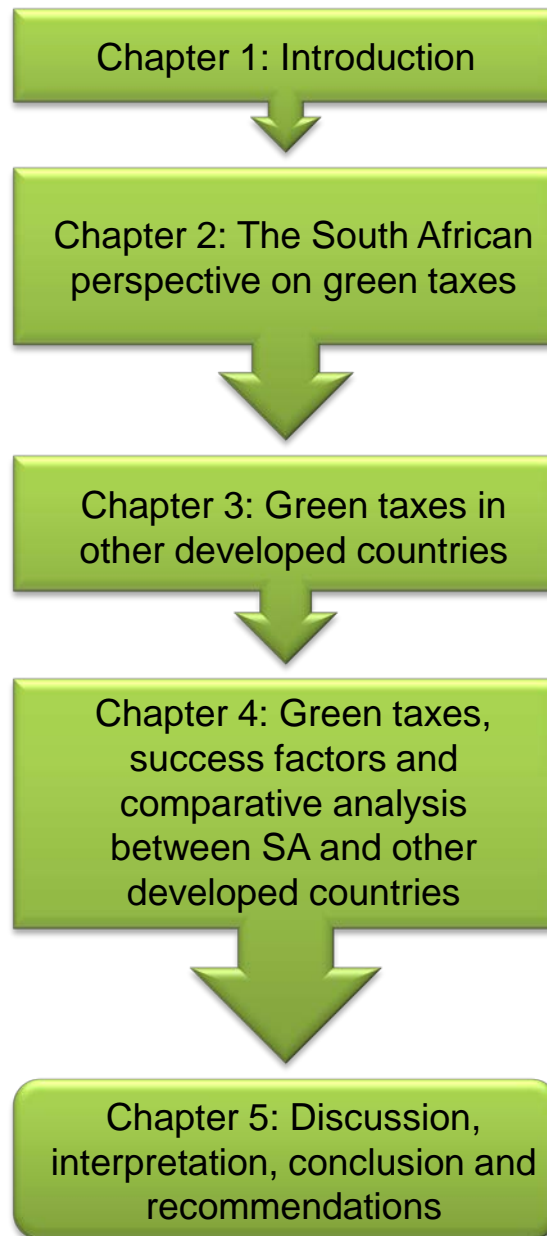 Chapter 1: Introduction
Chapter 2: The South African
perspective on green taxes
Chapter 3: Green taxes in
other developed countries
Chapter 4: Green taxes,
success factors and
comparative analysis
between SA and other
developed countries
Chapter 5: Discussion,
interpretation, conclusion and
recommendations